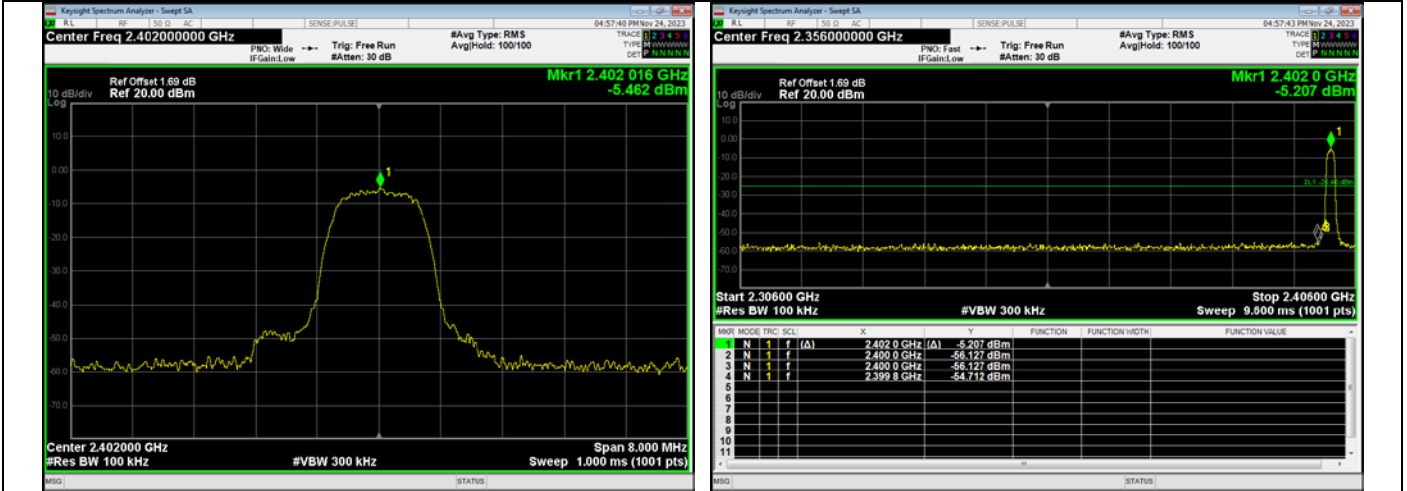 Keysight Spectrum Analyzer - Swept SA
RL RF 50 Ω AC SENSE:PULSE 04:57:40 PM Nov 24, 2023
Center Freq 2.402000000 GHz #Avg Type: RMS TRACE 1 2 3 4 5 6
PNO: Wide Trig: Free Run Avg|Hold: 100/100 TYPE M WWWWW
IFGain:Low #Atten: 30 dB DET P N N N N N
Mkr1 2.402 016 GHz
Ref Offset 1.69 dB
10 dB/div Ref 20.00 dBm -5.462 dBm
Log
10.0
1
0.00
-10.0
-20.0
-30.0
-40.0
-50.0
-60.0
-70.0
Center 2.402000 GHz Span 8.000 MHz
#Res BW 100 kHz #VBW 300 kHz Sweep 1.000 ms (1001 pts)
MSG STATUS
Keysight Spectrum Analyzer - Swept SA
RL RF 50 Ω AC SENSE:PULSE 04:57:43 PM Nov 24, 2023
Center Freq 2.356000000 GHz #Avg Type: RMS TRACE 1 2 3 4 5 6
PNO: Fast Trig: Free Run Avg|Hold: 100/100 TYPE M WWWWW
IFGain:Low #Atten: 30 dB DET P N N N N N
Mkr1 2.402 0 GHz
Ref Offset 1.69 dB
10 dB/div Ref 20.00 dBm -5.207 dBm
Log
10.0
1
0.00
-10.0
-20.0
DL1 -25.46 dBm
-30.0
-40.0
-50.0
-60.0
-70.0
Start 2.30600 GHz Stop 2.40600 GHz
#Res BW 100 kHz #VBW 300 kHz Sweep 9.600 ms (1001 pts)
MKR MODE TRC SCL X Y FUNCTION FUNCTION WIDTH FUNCTION VALUE
1 N 1 f (Δ) 2.402 0 GHz (Δ) -5.207 dBm
2 N 1 f 2.400 0 GHz -56.127 dBm
3 N 1 f 2.400 0 GHz -56.127 dBm
4 N 1 f 2.399 8 GHz -54.712 dBm
5
6
7
8
9
10
11
MSG STATUS